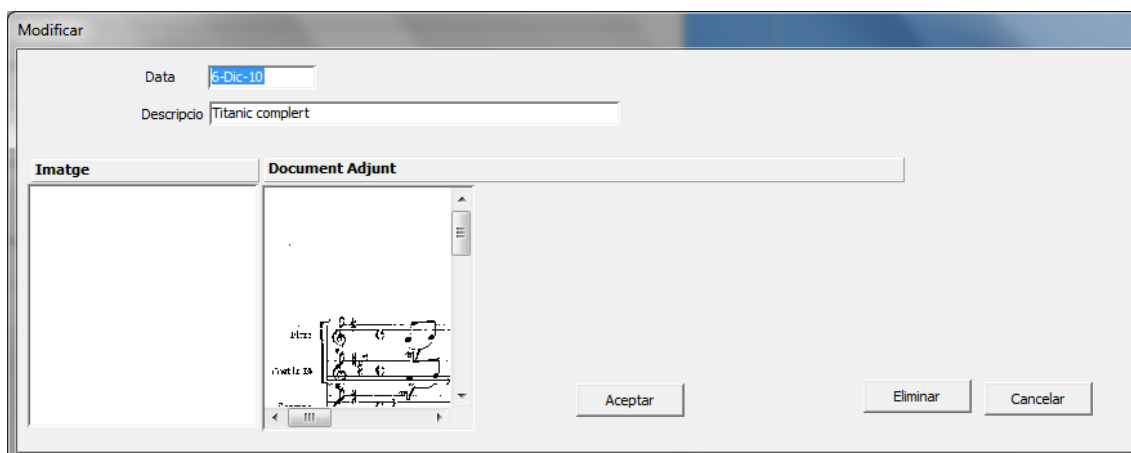 Modificar
Data 6-Dic-10
Descripcio Titanic complert
Imatge Document Adjunt
Aceptar Eliminar Cancelar